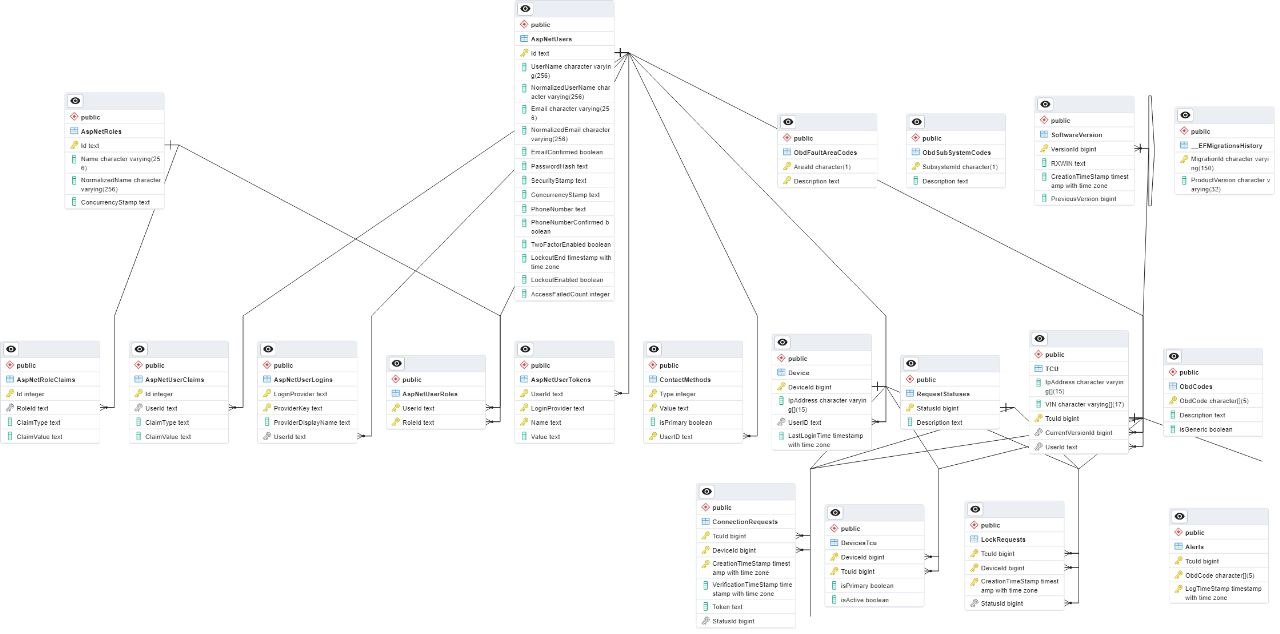 public
AspNetUsers
Id text
UserName character varyin
g(256)
NormalizedUserName char
acter varying(256)
Email character varying(25
6)
NormalizedEmail character
varying(256)
EmailConfirmed boolean
PasswordHash text
SecurityStamp text
ConcurrencyStamp text
PhoneNumber text
PhoneNumberConfirmed b
oolean
TwoFactorEnabled boolean
LockoutEnd timestamp with
time zone
LockoutEnabled boolean
AccessFailedCount integer
public
AspNetRoles
Id text
Name character varying(25
6)
NormalizedName character
varying(256)
ConcurrencyStamp text
public
ObdFaultAreaCodes
AreaId character(1)
Description text
public
ObdSubSystemCodes
SubsystemId character(1)
Description text
public
SoftwareVersion
VersionId bigint
RXWIN text
CreationTimeStamp timest
amp with time zone
PreviousVersion bigint
public
__EFMigrationsHistory
MigrationId character varyi
ng(150)
ProductVersion character v
arying(32)
public
AspNetRoleClaims
Id integer
RoleId text
ClaimType text
ClaimValue text
public
AspNetUserClaims
Id integer
UserId text
ClaimType text
ClaimValue text
public
AspNetUserLogins
LoginProvider text
ProviderKey text
ProviderDisplayName text
UserId text
public
AspNetUserRoles
UserId text
RoleId text
public
AspNetUserTokens
UserId text
LoginProvider text
Name text
Value text
public
ContactMethods
Type integer
Value text
isPrimary boolean
UserID text
public
Device
DeviceId bigint
IpAddress character varyin
g[](15)
UserID text
LastLoginTime timestamp
with time zone
public
RequestStatuses
StatusId bigint
Description text
public
TCU
IpAddress character varyin
g[](15)
VIN character varying[](17)
TcuId bigint
CurrentVersionId bigint
UserId text
public
ObdCodes
ObdCode character[](5)
Description text
isGeneric boolean
public
ConnectionRequests
TcuId bigint
DeviceId bigint
CreationTimeStamp timest
amp with time zone
VerificationTimeStamp time
stamp with time zone
Token text
StatusId bigint
public
DevicesTcu
DeviceId bigint
TcuId bigint
isPrimary boolean
isActive boolean
public
LockRequests
TcuId bigint
DeviceId bigint
CreationTimeStamp timest
amp with time zone
StatusId bigint
public
Alerts
TcuId bigint
ObdCode character[](5)
LogTimeStamp timestamp
with time zone